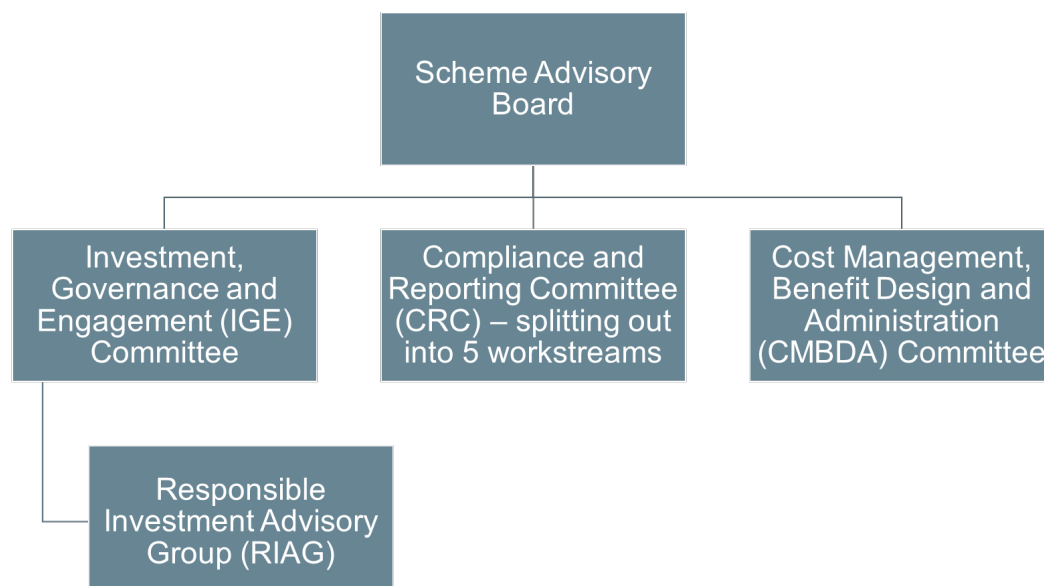 Scheme Advisory
Board
Investment,
Governance and
Engagement (IGE)
Committee
Compliance and
Reporting Committee
(CRC) – splitting out
into 5 workstreams
Cost Management,
Benefit Design and
Administration
(CMBDA) Committee
Responsible
Investment Advisory
Group (RIAG)